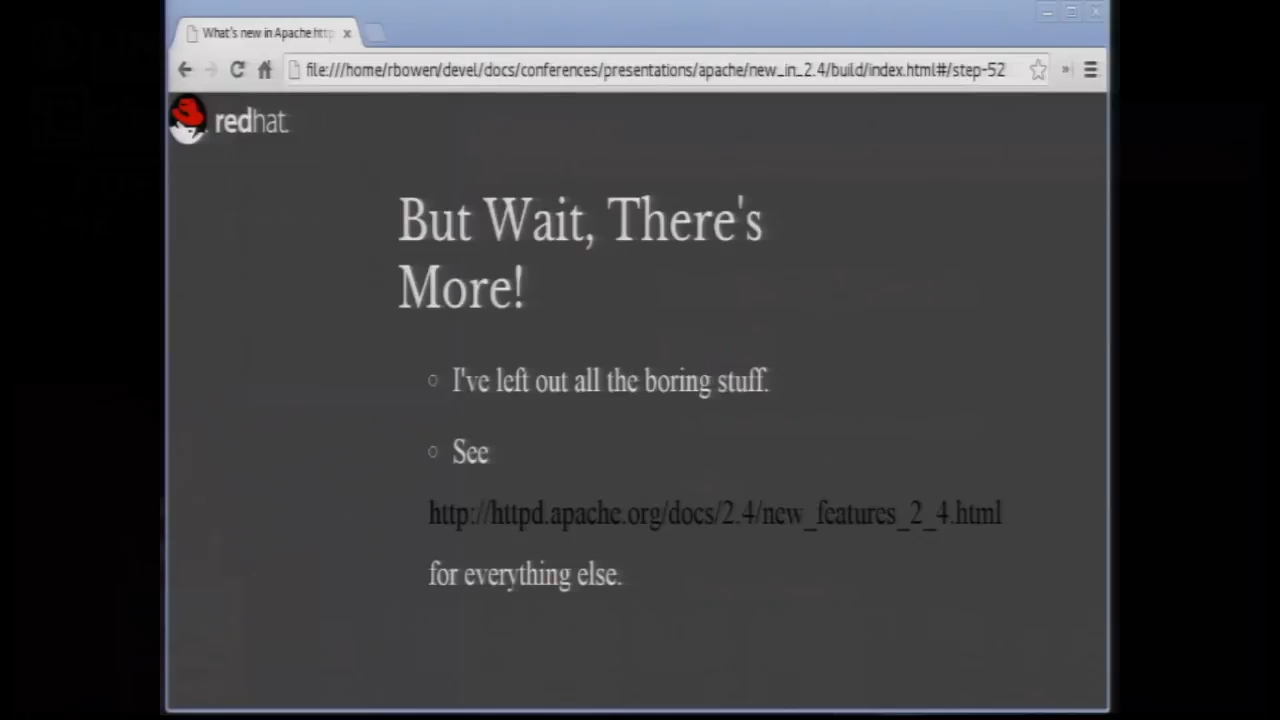 What's new in Apache http
file:///home/rbowen/devel/docs/conferences/presentations/apache/new_in_2.4/build/index.html#/step-52
redhat.
But Wait, There's
More!
I've left out all the boring stuff.
See
http://httpd.apache.org/docs/2.4/new_features_2_4.html
for everything else.